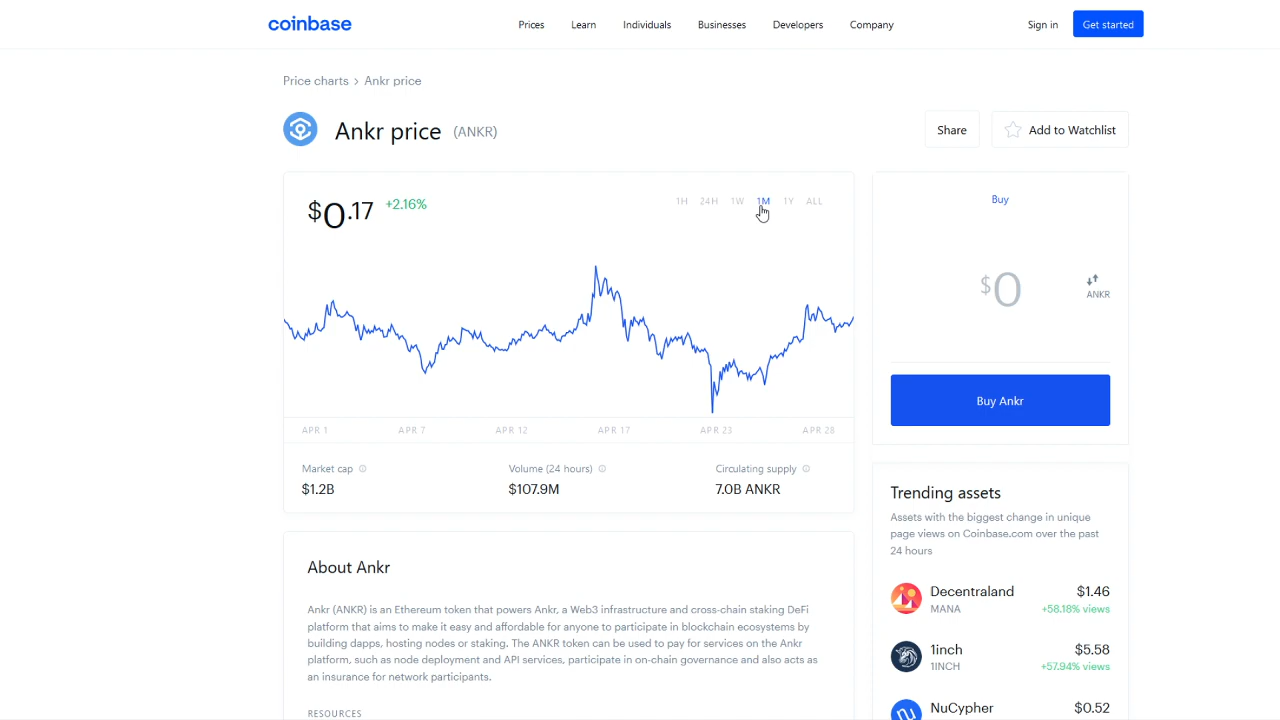 coinbase
Prices
Learn
Individuals
Businesses
Developers
Company
Sign in
Get started
Price charts › Ankr price
Ankr price (ANKR)
Share
Add to Watchlist
$0.17 +2.16%
1H 24H 1W 1M 1Y ALL
APR 1 APR 7 APR 12 APR 17 APR 23 APR 28
Market cap
$1.2B
Volume (24 hours)
$107.9M
Circulating supply
7.0B ANKR
Buy
$0
ANKR
Buy Ankr
About Ankr
Ankr (ANKR) is an Ethereum token that powers Ankr, a Web3 infrastructure and cross-chain staking DeFi
platform that aims to make it easy and affordable for anyone to participate in blockchain ecosystems by
building dapps, hosting nodes or staking. The ANKR token can be used to pay for services on the Ankr
platform, such as node deployment and API services, participate in on-chain governance and also acts as
an insurance for network participants.
RESOURCES
Trending assets
Assets with the biggest change in unique
page views on Coinbase.com over the past
24 hours
Decentraland $1.46
MANA +58.18% views
1inch $5.58
1INCH +57.94% views
NuCypher $0.52